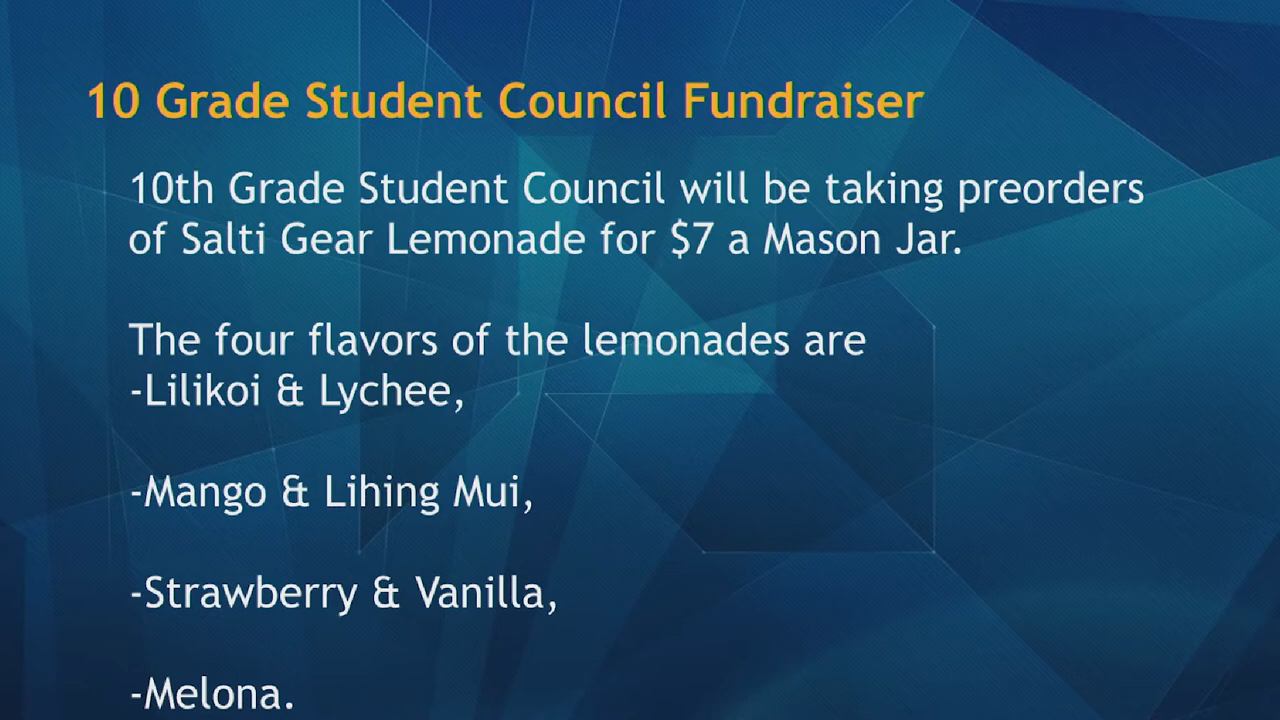 10 Grade Student Council Fundraiser
10th Grade Student Council will be taking preorders
of Salti Gear Lemonade for $7 a Mason Jar.
The four flavors of the lemonades are
-Lilikoi & Lychee,
-Mango & Lihing Mui,
-Strawberry & Vanilla,
-Melona.